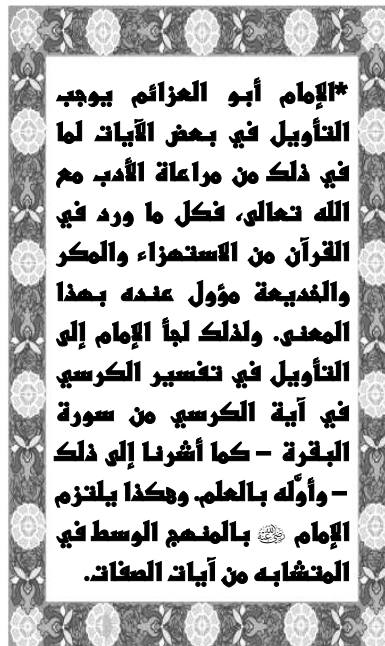 *الإمام أبو العزائم يوجب
التأويل في بعض الآيات لما
في ذلك من مراعاة الأدب مع
الله تعالى، فكل ما ورد في
القرآن من الاستهزاء والمكر
والخديعة مؤول عنده بهذا
المعنى. ولذلك لجأ الإمام إلى
التأويل في تفسير الكرسي
في آية الكرسي من سورة
البقرة – كما أشرنا إلى ذلك
– وأوَّله بالعلم. وهكذا يلتزم
الإمام رضي الله عنه بالمنهج الوسط في
المتشابه من آيات الصفات.